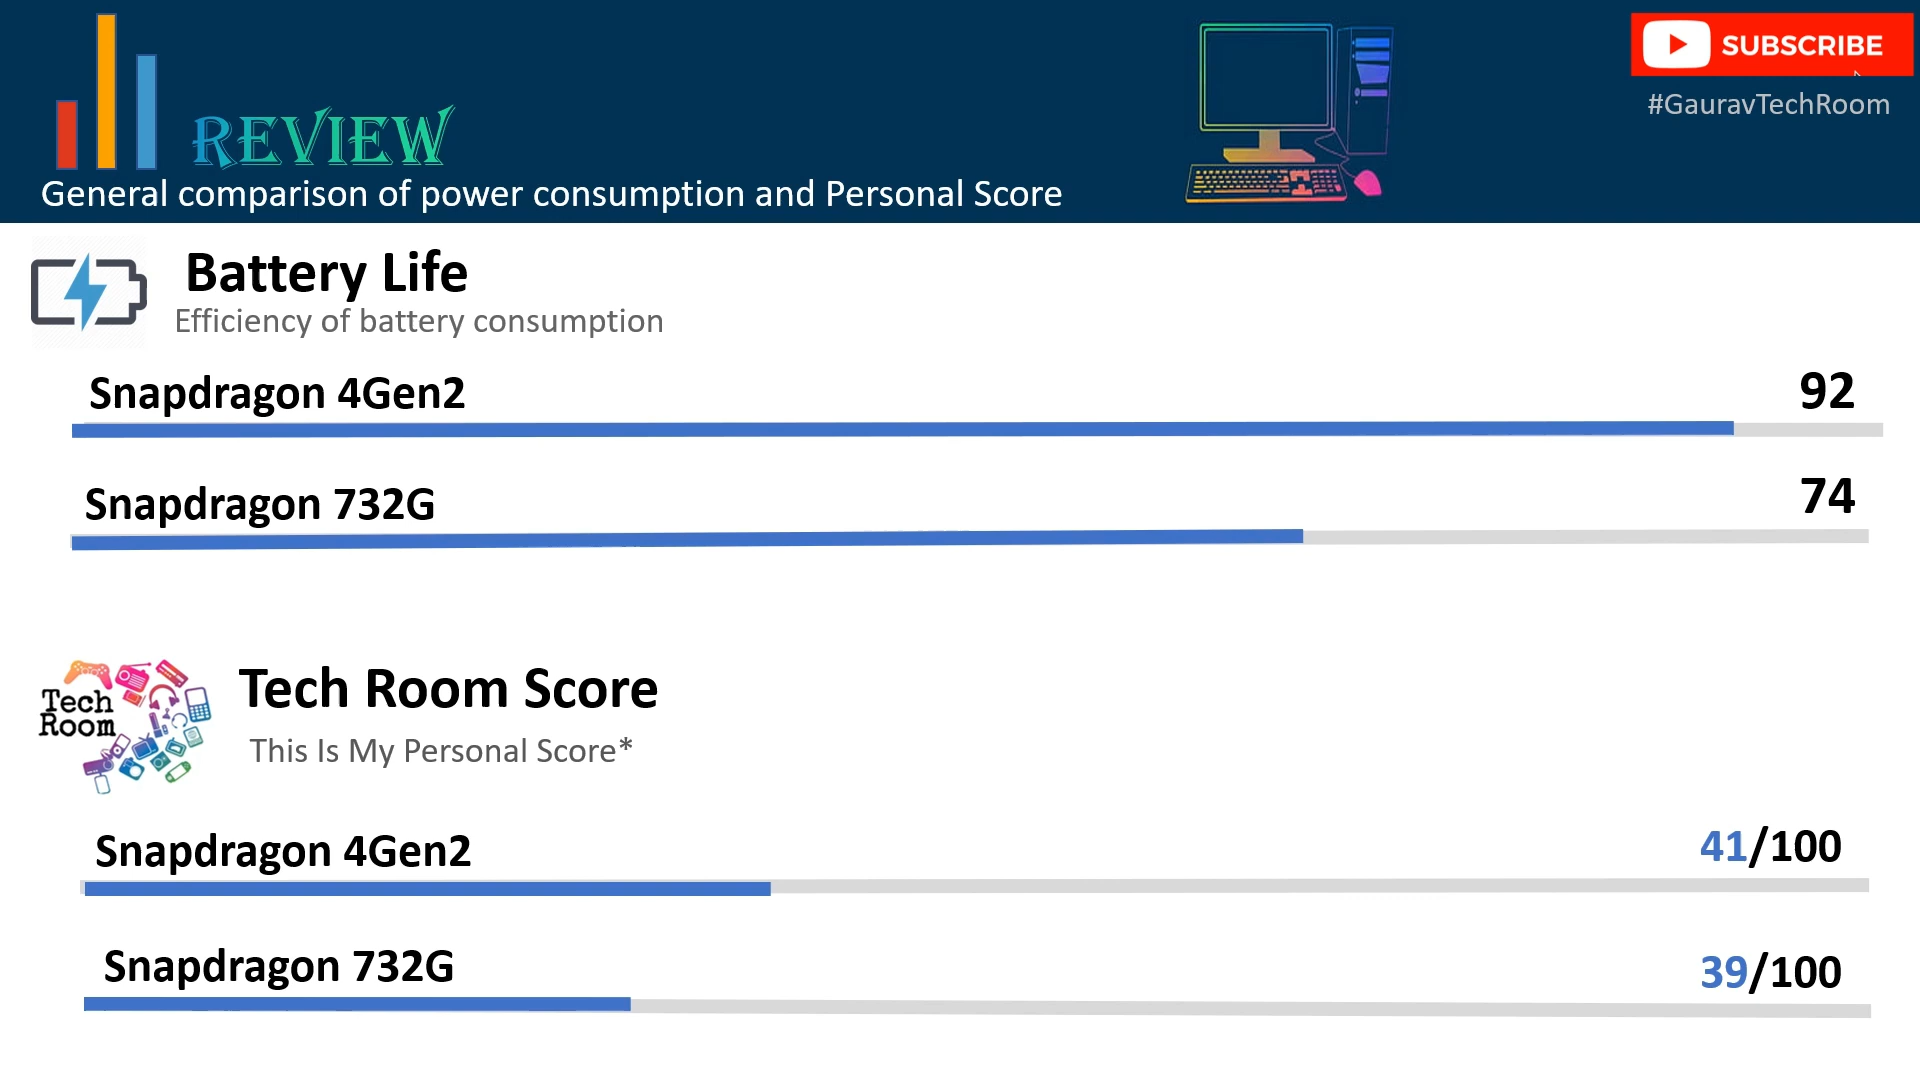 SUBSCRIBE
#GauravTechRoom
REVIEW
General comparison of power consumption and Personal Score
Battery Life
Efficiency of battery consumption
Snapdragon 4Gen2
92
Snapdragon 732G
74
Tech
Room
Tech Room Score
This Is My Personal Score*
Snapdragon 4Gen2
41/100
Snapdragon 732G
39/100